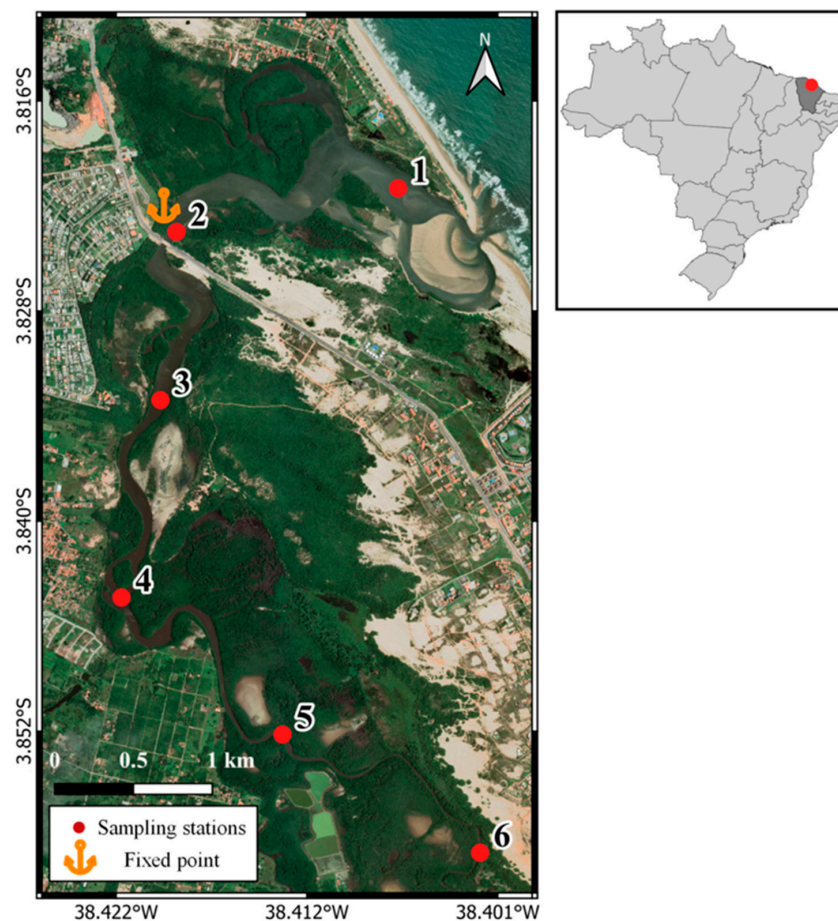 N
3.816°S
3.828°S
3.840°S
3.852°S
1
2
3
4
5
6
0 0.5 1 km
Sampling stations
Fixed point
38.422°W 38.412°W 38.401°W